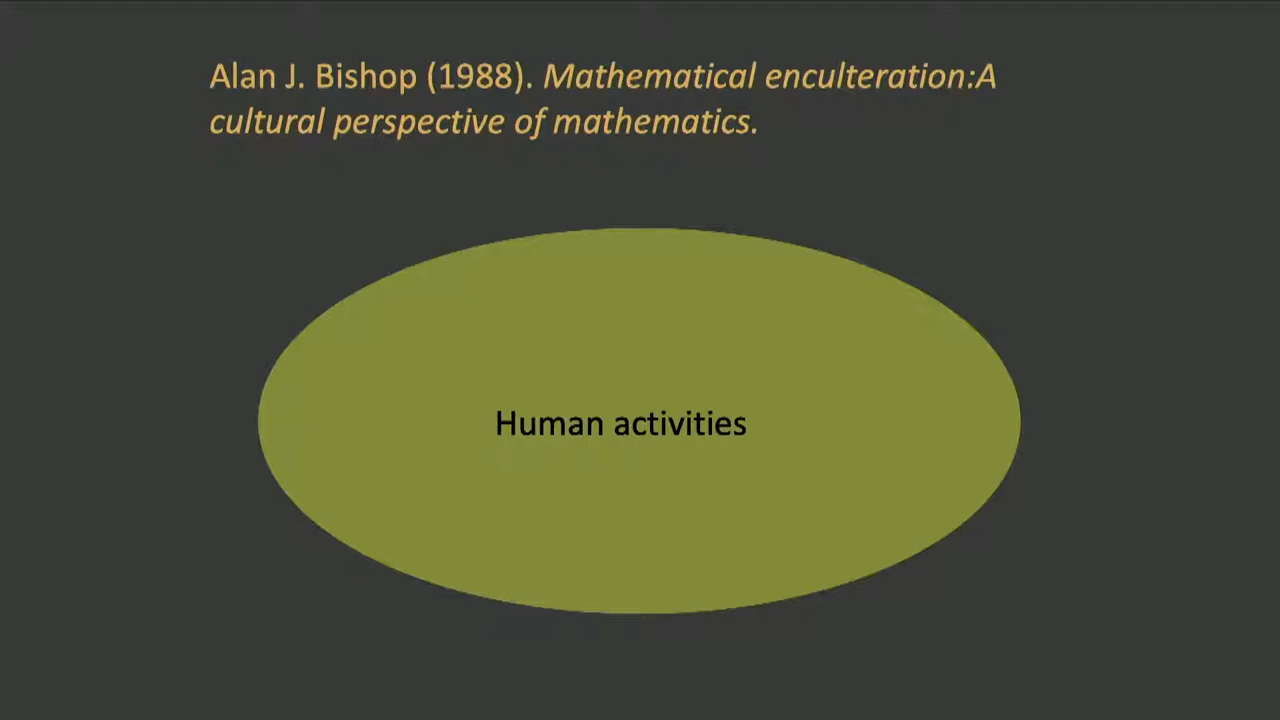 Alan J. Bishop (1988). Mathematical enculteration:A
cultural perspective of mathematics.
Human activities